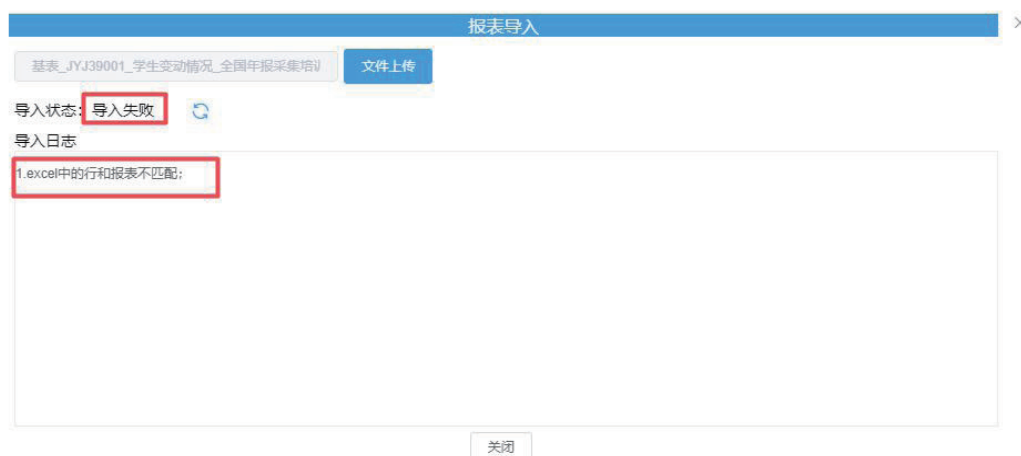 报表导入
基表_JYJ39001_学生变动情况_全国年报采集培训
文件上传
导入状态: 导入失败
导入日志
1.excel中的行和报表不匹配;
关闭